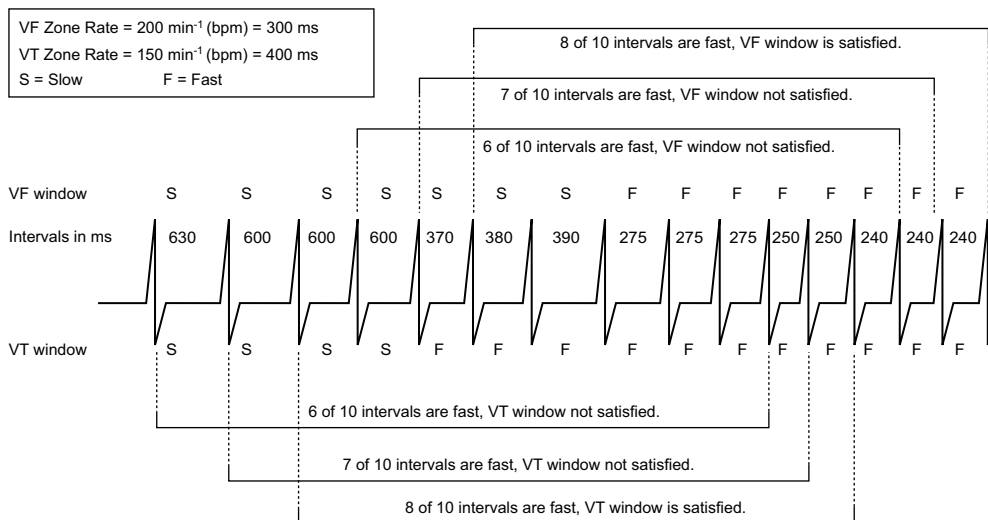 VF Zone Rate = 200 min-1 (bpm) = 300 ms
VT Zone Rate = 150 min-1 (bpm) = 400 ms
S = Slow F = Fast
8 of 10 intervals are fast, VF window is satisfied.
7 of 10 intervals are fast, VF window not satisfied.
6 of 10 intervals are fast, VF window not satisfied.
VF window S S S S S S S F F F F F F F F
Intervals in ms 630 600 600 600 370 380 390 275 275 275 250 250 240 240 240
VT window S S S S F F F F F F F F F F F
6 of 10 intervals are fast, VT window not satisfied.
7 of 10 intervals are fast, VT window not satisfied.
8 of 10 intervals are fast, VT window is satisfied.